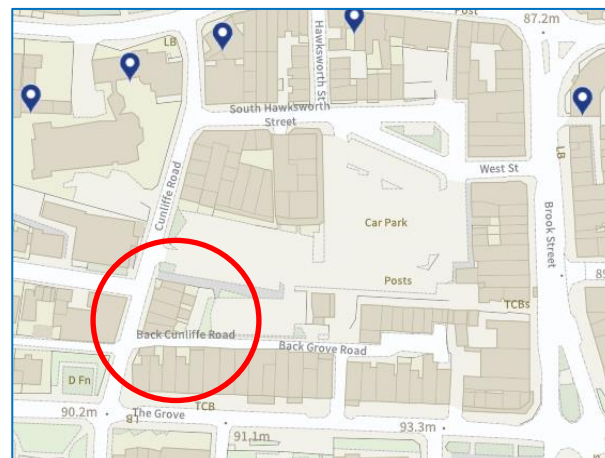 Post
87.2m
LB
Hawksworth St
South Hawksworth
Street
West St
LB
Cunliffe Road
Car Park
Brook Street
Posts
TCBs
Back Cunliffe Road
Back Grove Road
D Fn
TCB
90.2m
LB
The Grove
91.1m
93.3m